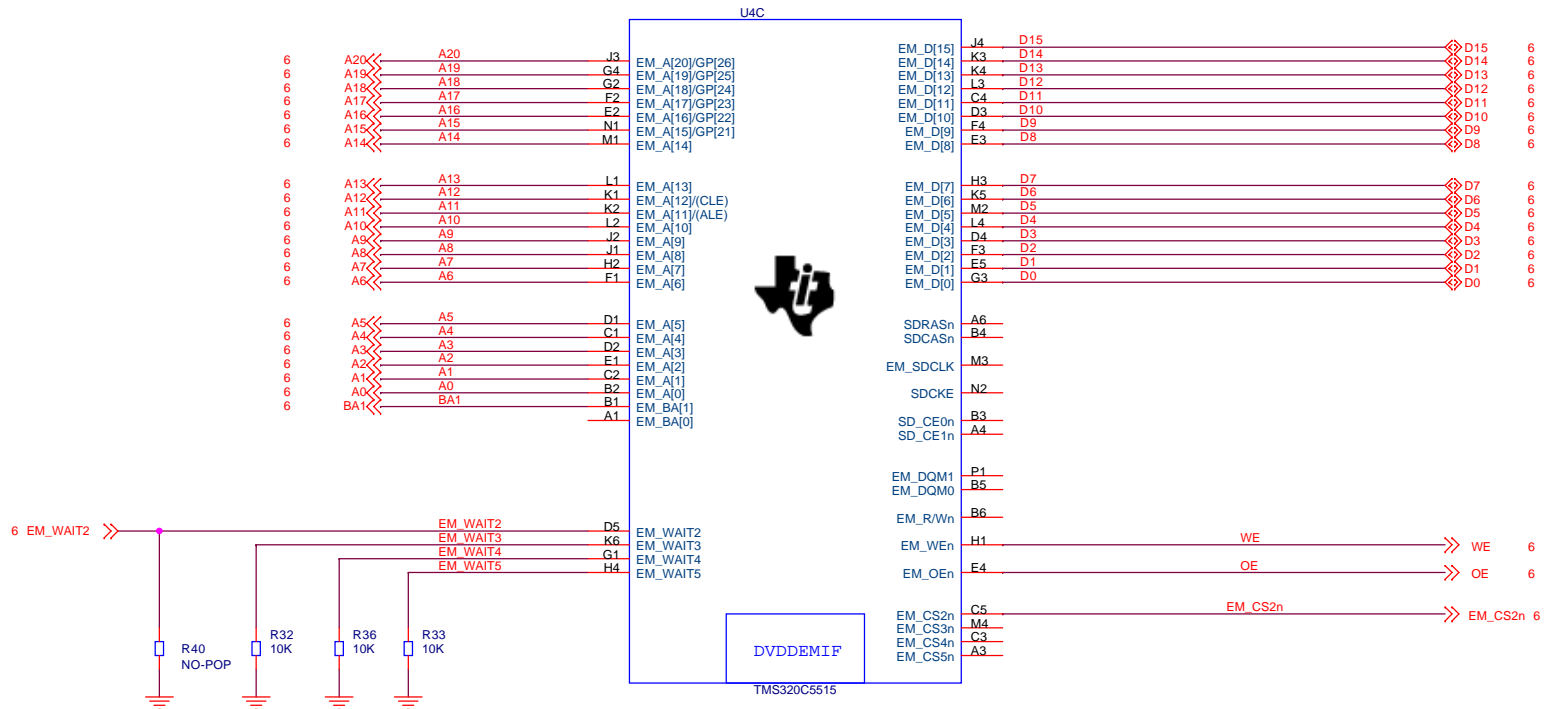 U4C
6 A20 A20 J3 EM_A[20]/GP[26] EM_D[15] J4 D15 D15 6
6 A19 A19 G4 EM_A[19]/GP[25] EM_D[14] K3 D14 D14 6
6 A18 A18 G2 EM_A[18]/GP[24] EM_D[13] K4 D13 D13 6
6 A17 A17 F2 EM_A[17]/GP[23] EM_D[12] L3 D12 D12 6
6 A16 A16 E2 EM_A[16]/GP[22] EM_D[11] C4 D11 D11 6
6 A15 A15 N1 EM_A[15]/GP[21] EM_D[10] D3 D10 D10 6
6 A14 A14 M1 EM_A[14] EM_D[9] F4 D9 D9 6
EM_D[8] E3 D8 D8 6
6 A13 A13 L1 EM_A[13] EM_D[7] H3 D7 D7 6
6 A12 A12 K1 EM_A[12]/(CLE) EM_D[6] K5 D6 D6 6
6 A11 A11 K2 EM_A[11]/(ALE) EM_D[5] M2 D5 D5 6
6 A10 A10 L2 EM_A[10] EM_D[4] L4 D4 D4 6
6 A9 A9 J2 EM_A[9] EM_D[3] D4 D3 D3 6
6 A8 A8 J1 EM_A[8] EM_D[2] F3 D2 D2 6
6 A7 A7 H2 EM_A[7] EM_D[1] E5 D1 D1 6
6 A6 A6 F1 EM_A[6] EM_D[0] G3 D0 D0 6
6 A5 A5 D1 EM_A[5] SDRASn A6
6 A4 A4 C1 EM_A[4] SDCASn B4
6 A3 A3 D2 EM_A[3]
6 A2 A2 E1 EM_A[2] EM_SDCLK M3
6 A1 A1 C2 EM_A[1]
6 A0 A0 B2 EM_A[0] SDCKE N2
6 BA1 BA1 B1 EM_BA[1]
A1 EM_BA[0] SD_CE0n B3
SD_CE1n A4
EM_DQM1 P1
EM_DQM0 B5
EM_R/Wn B6
6 EM_WAIT2 EM_WAIT2 D5 EM_WAIT2
EM_WAIT3 K6 EM_WAIT3 EM_WEn H1 WE WE 6
EM_WAIT4 G1 EM_WAIT4
EM_WAIT5 H4 EM_WAIT5 EM_OEn E4 OE OE 6
EM_CS2n C5 EM_CS2n EM_CS2n 6
EM_CS3n M4
EM_CS4n C3
EM_CS5n A3
R40
NO-POP
R32
10K
R36
10K
R33
10K
DVDDEMIF
TMS320C5515